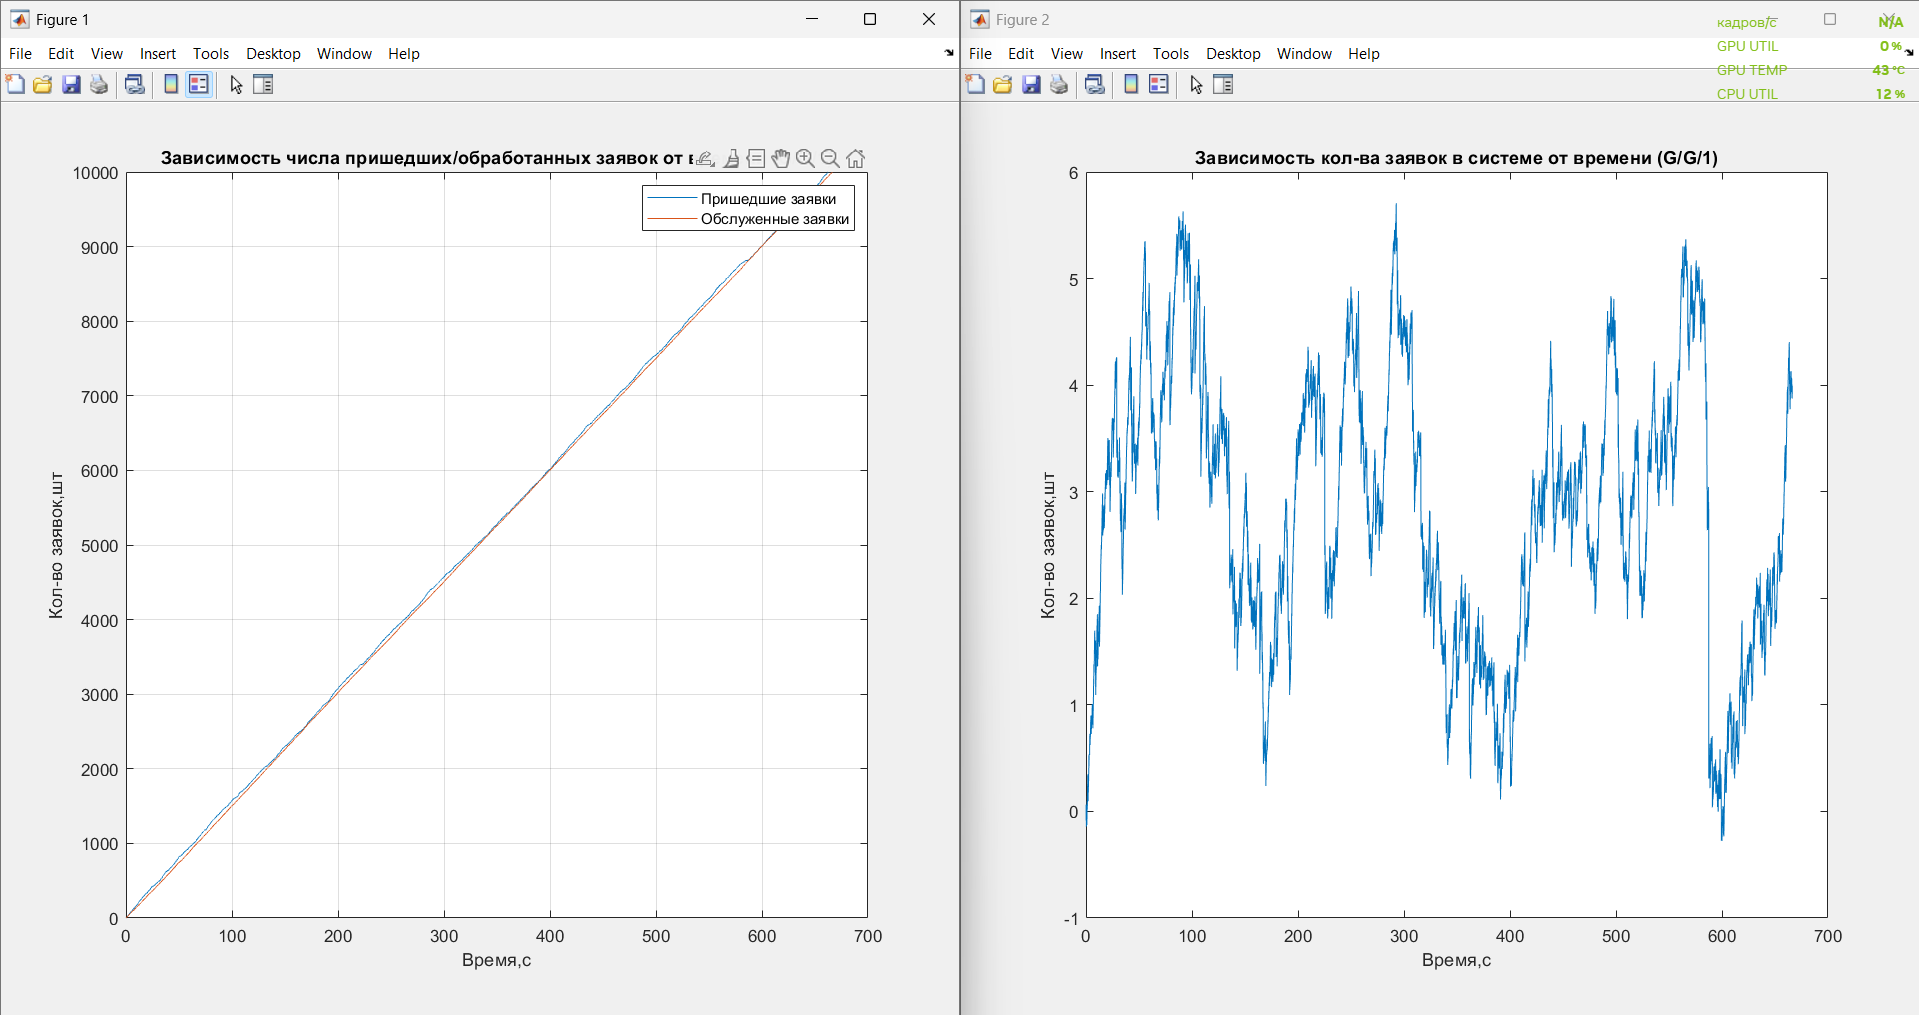 Figure 1
File Edit View Insert Tools Desktop Window Help
Зависимость числа пришедших/обработанных заявок от
Пришедшие заявки
Обслуженные заявки
10000
9000
8000
7000
6000
5000
4000
3000
2000
1000
0
Кол-во заявок,шт
0 100 200 300 400 500 600 700
Время,с
Figure 2
File Edit View Insert Tools Desktop Window Help
кадров/с N/A
GPU UTIL 0 %
GPU TEMP 43 °C
CPU UTIL 12 %
Зависимость кол-ва заявок в системе от времени (G/G/1)
6
5
4
3
2
1
0
-1
Кол-во заявок,шт
0 100 200 300 400 500 600 700
Время,с